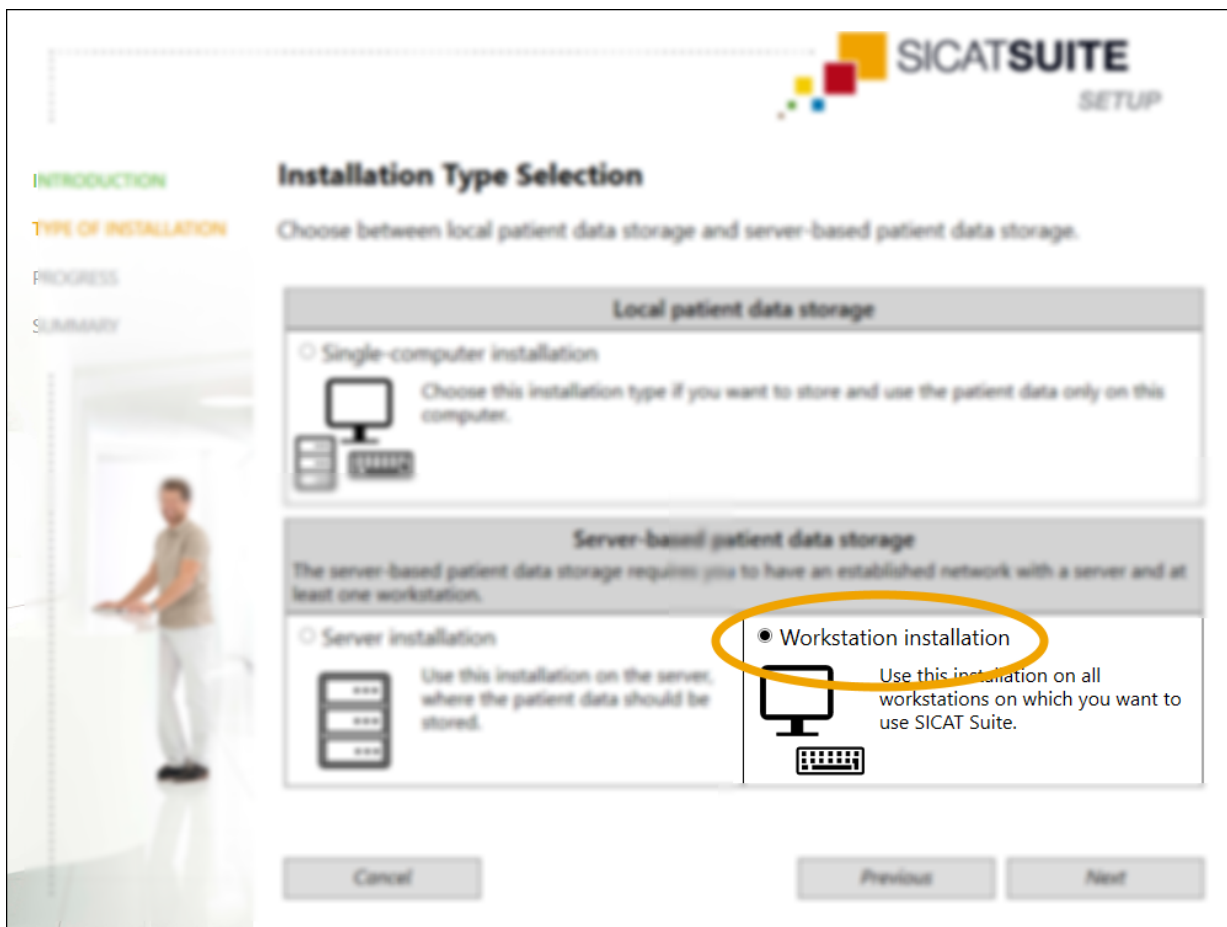 SICATSUITE
SETUP
INTRODUCTION
TYPE OF INSTALLATION
PROGRESS
SUMMARY
Installation Type Selection
Choose between local patient data storage and server-based patient data storage.
Local patient data storage
Single-computer installation
Choose this installation type if you want to store and use the patient data only on this
computer.
Server-based patient data storage
The server-based patient data storage requires you to have an established network with a server and at
least one workstation.
Server installation
Use this installation on the server,
where the patient data should be
stored.
Workstation installation
Use this installation on all
workstations on which you want to
use SICAT Suite.
Cancel
Previous
Next